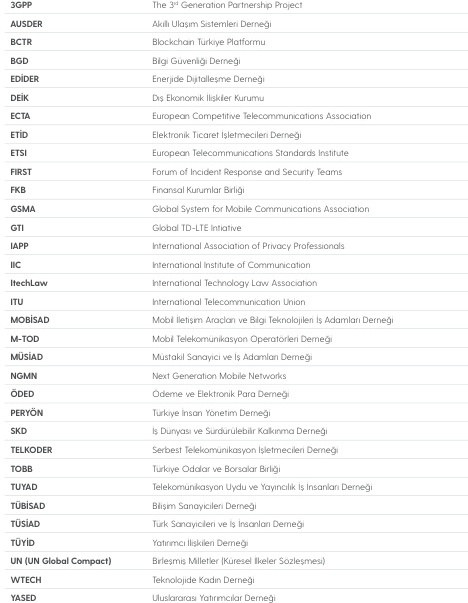 3GPP The 3rd Generation Partnership Project
AUSDER Akıllı Ulaşım Sistemleri Derneği
BCTR Blockchain Türkiye Platformu
BGD Bilgi Güvenliği Derneği
EDİDER Enerjide Dijitalleşme Derneği
DEİK Dış Ekonomik İlişkiler Kurumu
ECTA European Competitive Telecommunications Association
ETİD Elektronik Ticaret İşletmecileri Derneği
ETSI European Telecommunications Standards Institute
FIRST Forum of Incident Response and Security Teams
FKB Finansal Kurumlar Birliği
GSMA Global System for Mobile Communications Association
GTI Global TD-LTE Intiative
IAPP International Association of Privacy Professionals
IIC International Institute of Communication
ItechLaw International Technology Law Association
ITU International Telecommunication Union
MOBİSAD Mobil İletişim Araçları ve Bilgi Teknolojileri İş Adamları Derneği
M-TOD Mobil Telekomünikasyon Operatörleri Derneği
MÜSİAD Müstakil Sanayici ve İş Adamları Derneği
NGMN Next Generation Mobile Networks
ÖDED Ödeme ve Elektronik Para Derneği
PERYÖN Türkiye İnsan Yönetim Derneği
SKD İş Dünyası ve Sürdürülebilir Kalkınma Derneği
TELKODER Serbest Telekomünikasyon İşletmecileri Derneği
TOBB Türkiye Odalar ve Borsalar Birliği
TUYAD Telekomünikasyon Uydu ve Yayıncılık İş İnsanları Derneği
TÜBİSAD Bilişim Sanayicileri Derneği
TÜSİAD Türk Sanayicileri ve İş İnsanları Derneği
TÜYİD Yatırımcı İlişkileri Derneği
UN (UN Global Compact) Birleşmiş Milletler (Küresel İlkeler Sözleşmesi)
WTECH Teknolojide Kadın Derneği
YASED Uluslararası Yatırımcılar Derneği